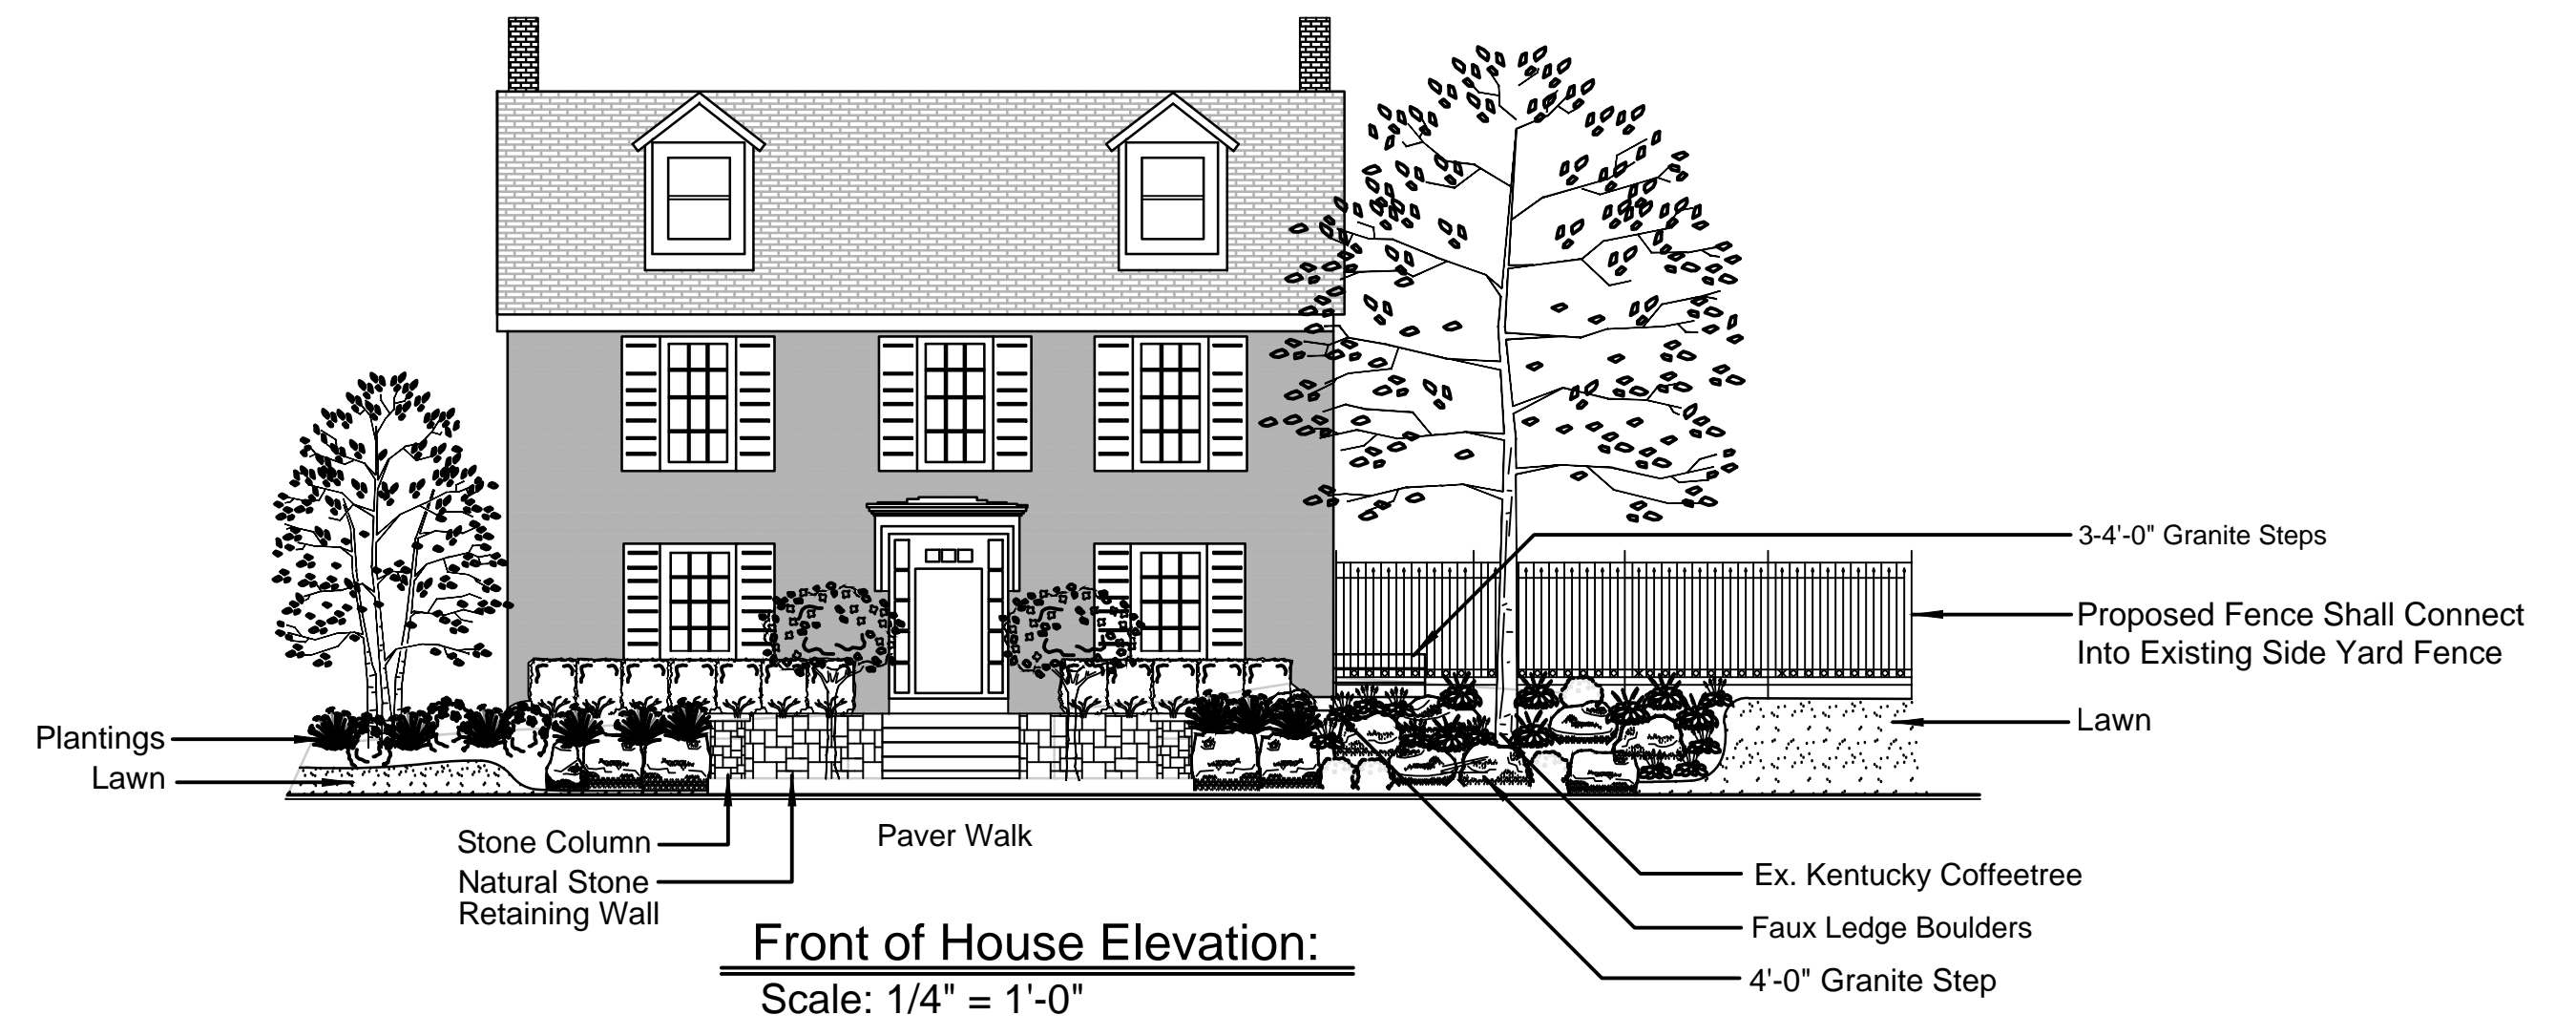 3-4'-0" Granite Steps
Proposed Fence Shall Connect
Into Existing Side Yard Fence
Lawn
Plantings
Lawn
Stone Column
Natural Stone
Retaining Wall
Paver Walk
Ex. Kentucky Coffeetree
Faux Ledge Boulders
4'-0" Granite Step
Front of House Elevation:
Scale: 1/4" = 1'-0"